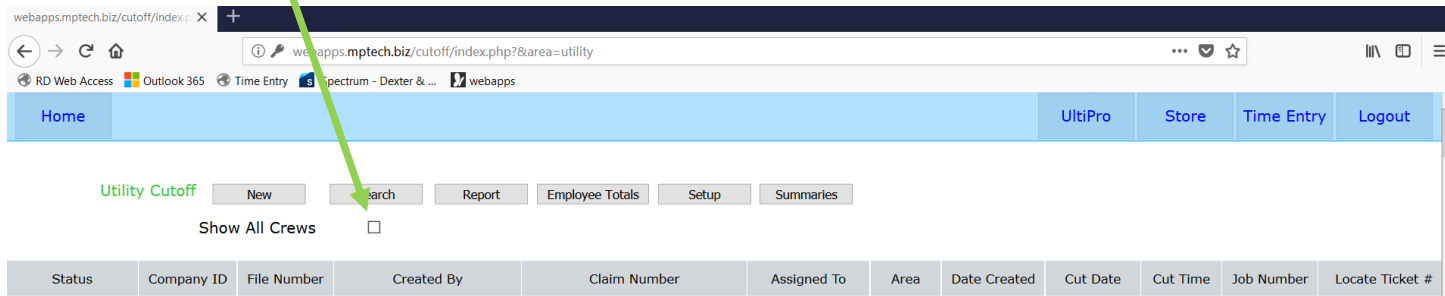 webapps.mptech.biz/cutoff/index.p
webapps.mptech.biz/cutoff/index.php?&area=utility
RD Web Access Outlook 365 Time Entry Spectrum - Dexter & ... webapps
Home UltiPro Store Time Entry Logout
Utility Cutoff New Search Report Employee Totals Setup Summaries
Show All Crews
Status Company ID File Number Created By Claim Number Assigned To Area Date Created Cut Date Cut Time Job Number Locate Ticket #